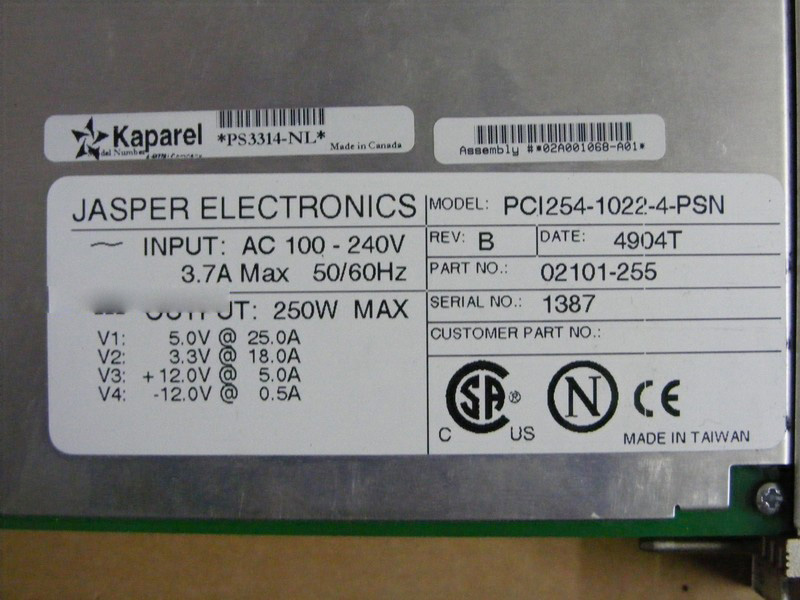 Kaparel
*PS3314-NL*
Made in Canada
Assembly #*02A001068-A01*
JASPER ELECTRONICS
INPUT: AC 100 - 240V
3.7A Max 50/60Hz
OUTPUT: 250W MAX
V1: 5.0V @ 25.0A
V2: 3.3V @ 18.0A
V3: +12.0V @ 5.0A
V4: -12.0V @ 0.5A
MODEL: PCI254-1022-4-PSN
REV: B DATE: 4904T
PART NO.: 02101-255
SERIAL NO.: 1387
CUSTOMER PART NO.:
SA ®
C US
N
CE
MADE IN TAIWAN